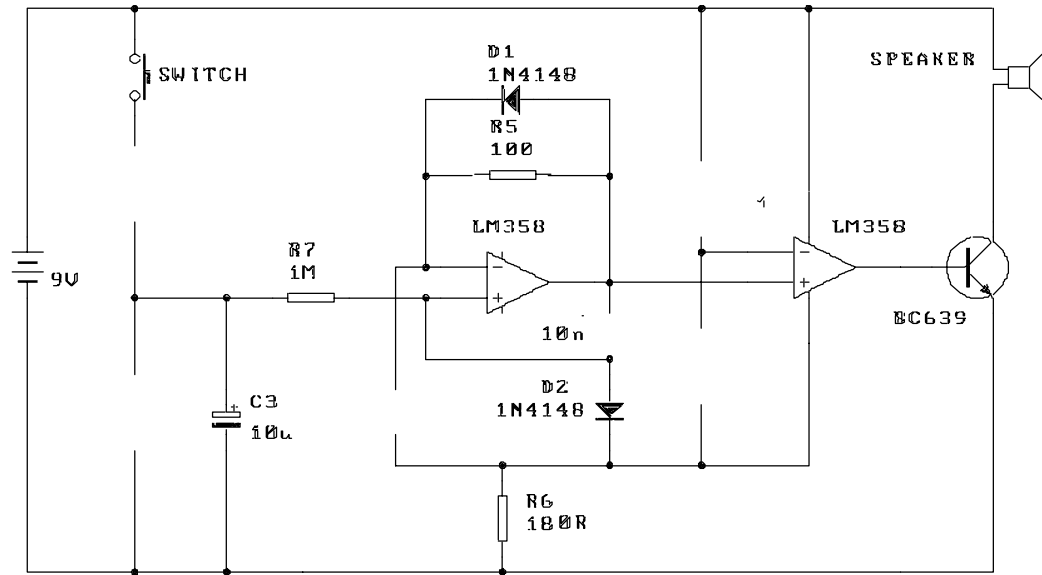 SWITCH
D1
1N4148
SPEAKER
R5
100
LM358
LM358
R7
1M
9V
BC639
10n
D2
1N4148
C3
10u
R6
180R